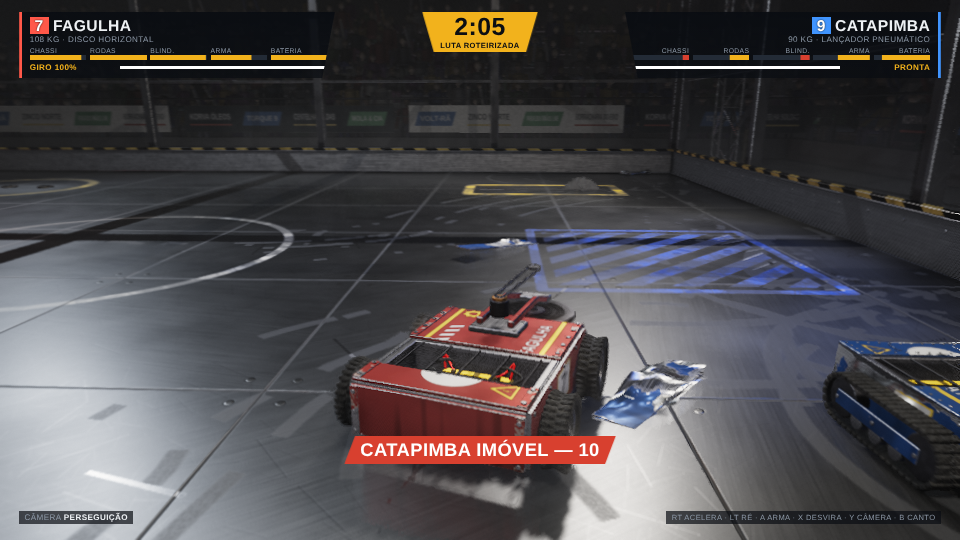 7 FAGULHA
108 KG · DISCO HORIZONTAL
CHASSI RODAS BLIND. ARMA BATERIA
GIRO 100%
2:05
LUTA ROTEIRIZADA
9 CATAPIMBA
90 KG · LANÇADOR PNEUMÁTICO
CHASSI RODAS BLIND. ARMA BATERIA
PRONTA
FAGULHA
CATAPIMBA IMÓVEL — 10
CÂMERA PERSEGUIÇÃO
RT ACELERA · LT RÉ · A ARMA · X DESVIRA · Y CÂMERA · B CANTO